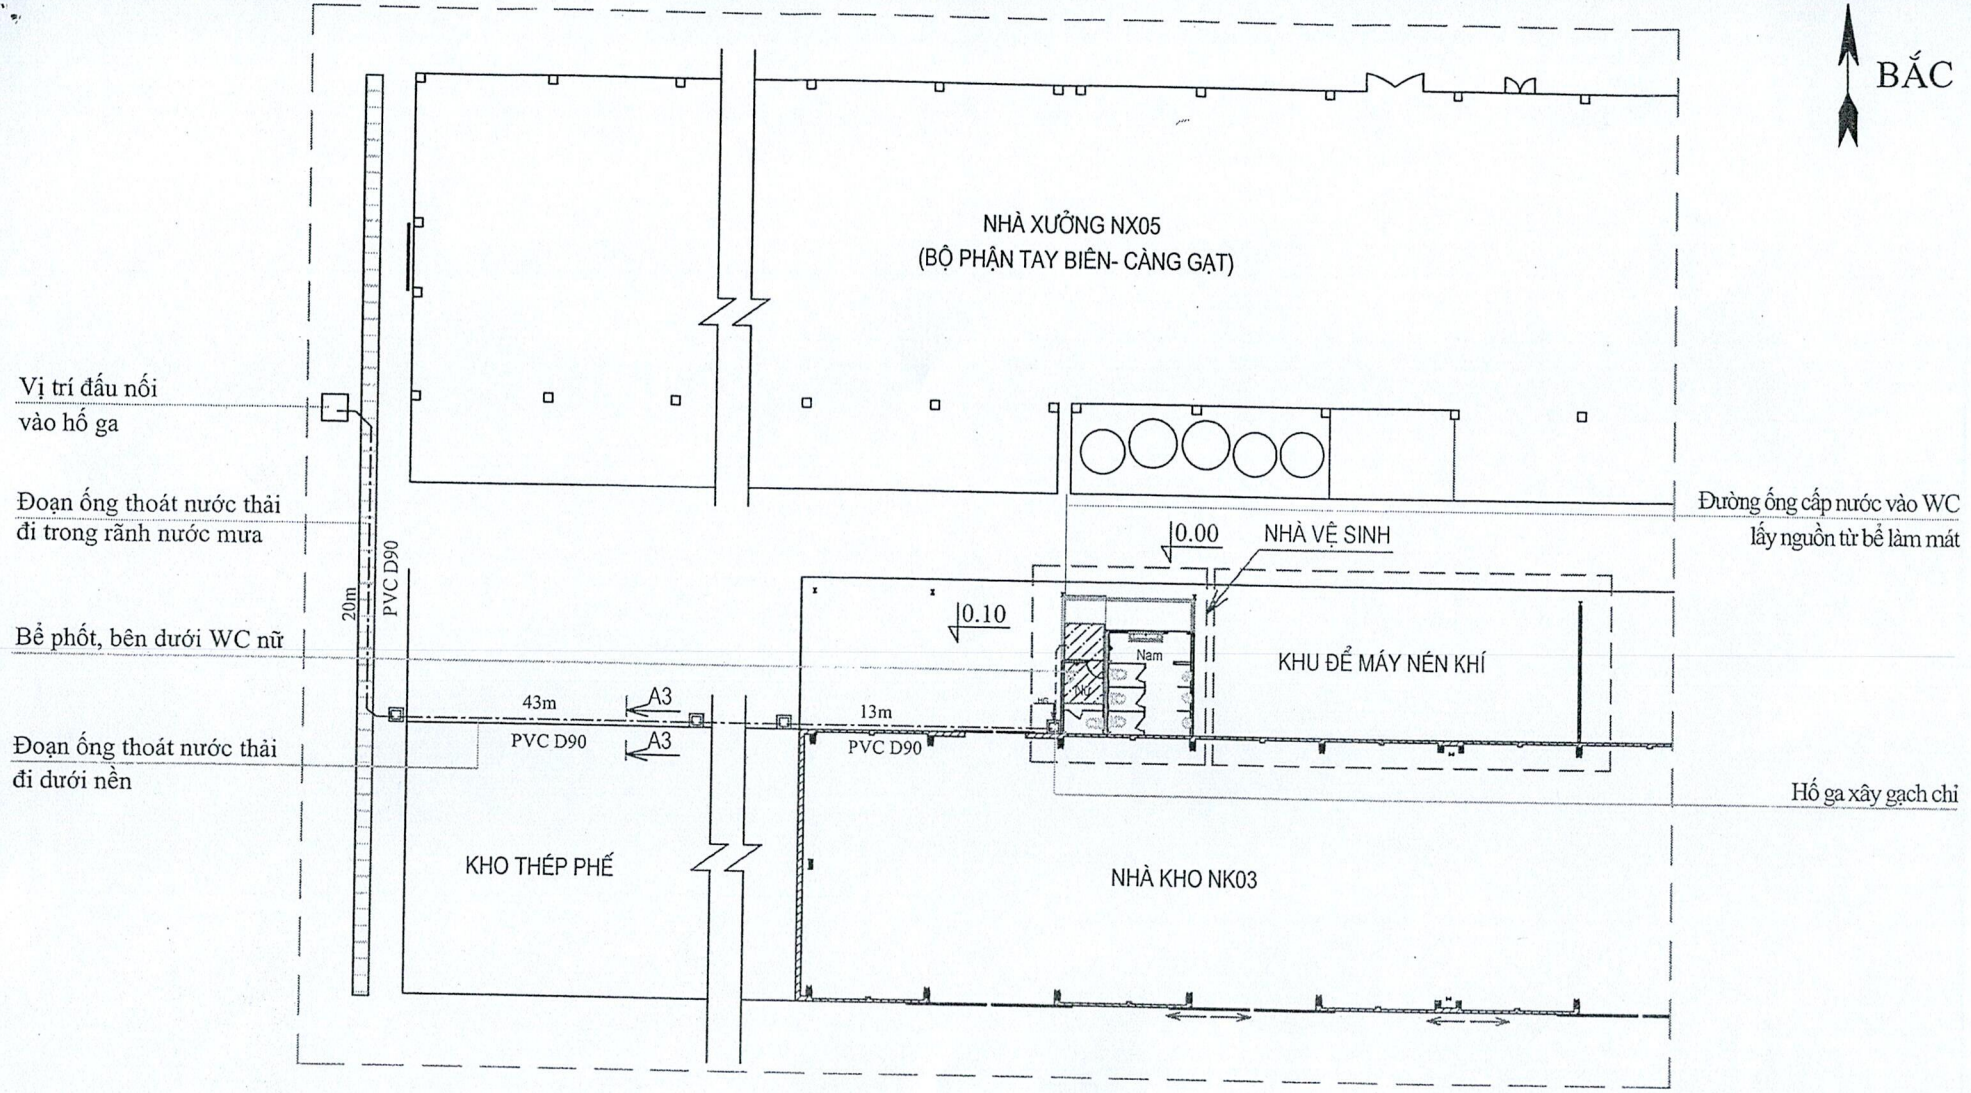 BẮC
NHÀ XƯỞNG NX05
(BỘ PHẬN TAY BIÊN- CÀNG GẠT)
Vị trí đấu nối
vào hố ga
Đoạn ống thoát nước thải
đi trong rãnh nước mưa
Đường ống cấp nước vào WC
lấy nguồn từ bể làm mát
0.00
NHÀ VỆ SINH
PVC D90
20m
0.10
Bể phốt, bên dưới WC nữ
Nam
Nữ
KHU ĐỂ MÁY NÉN KHÍ
43m
A3
13m
HG
PVC D90
A3
PVC D90
Đoạn ống thoát nước thải
đi dưới nền
Hố ga xây gạch chỉ
KHO THÉP PHẾ
NHÀ KHO NK03